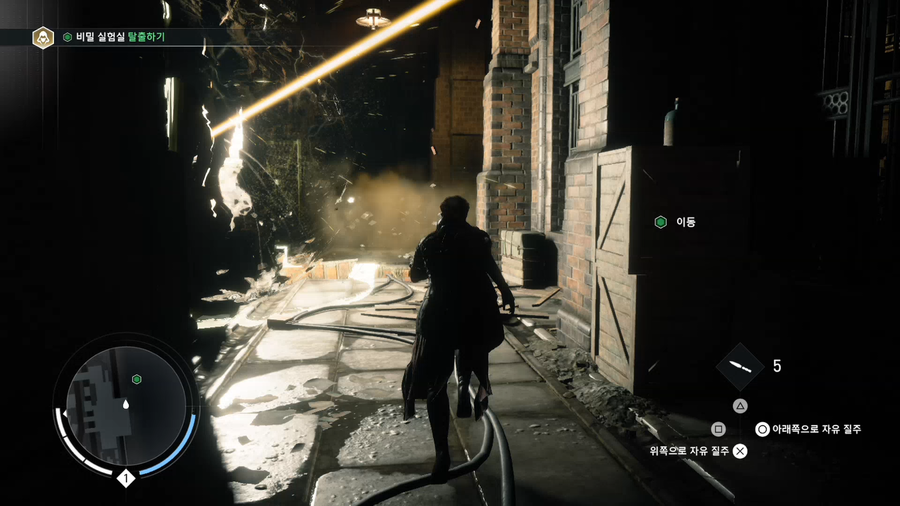 비밀 실험실 탈출하기
이동
5
아래쪽으로 자유 질주
위쪽으로 자유 질주
1